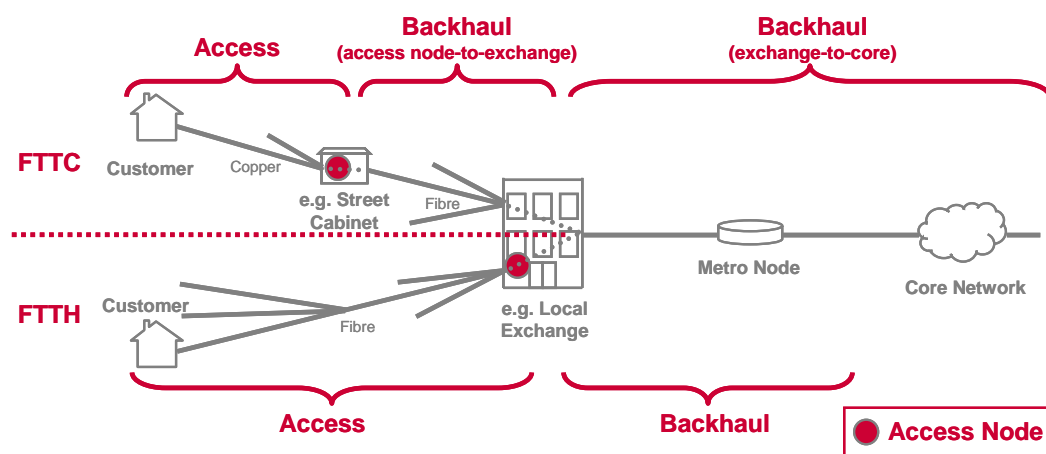 Backhaul
(access node-to-exchange)
Backhaul
(exchange-to-core)
Access
FTTC
Customer
Copper
e.g. Street
Cabinet
Fibre
Metro Node
Core Network
FTTH
Customer
Fibre
e.g. Local
Exchange
Access
Backhaul
Access Node